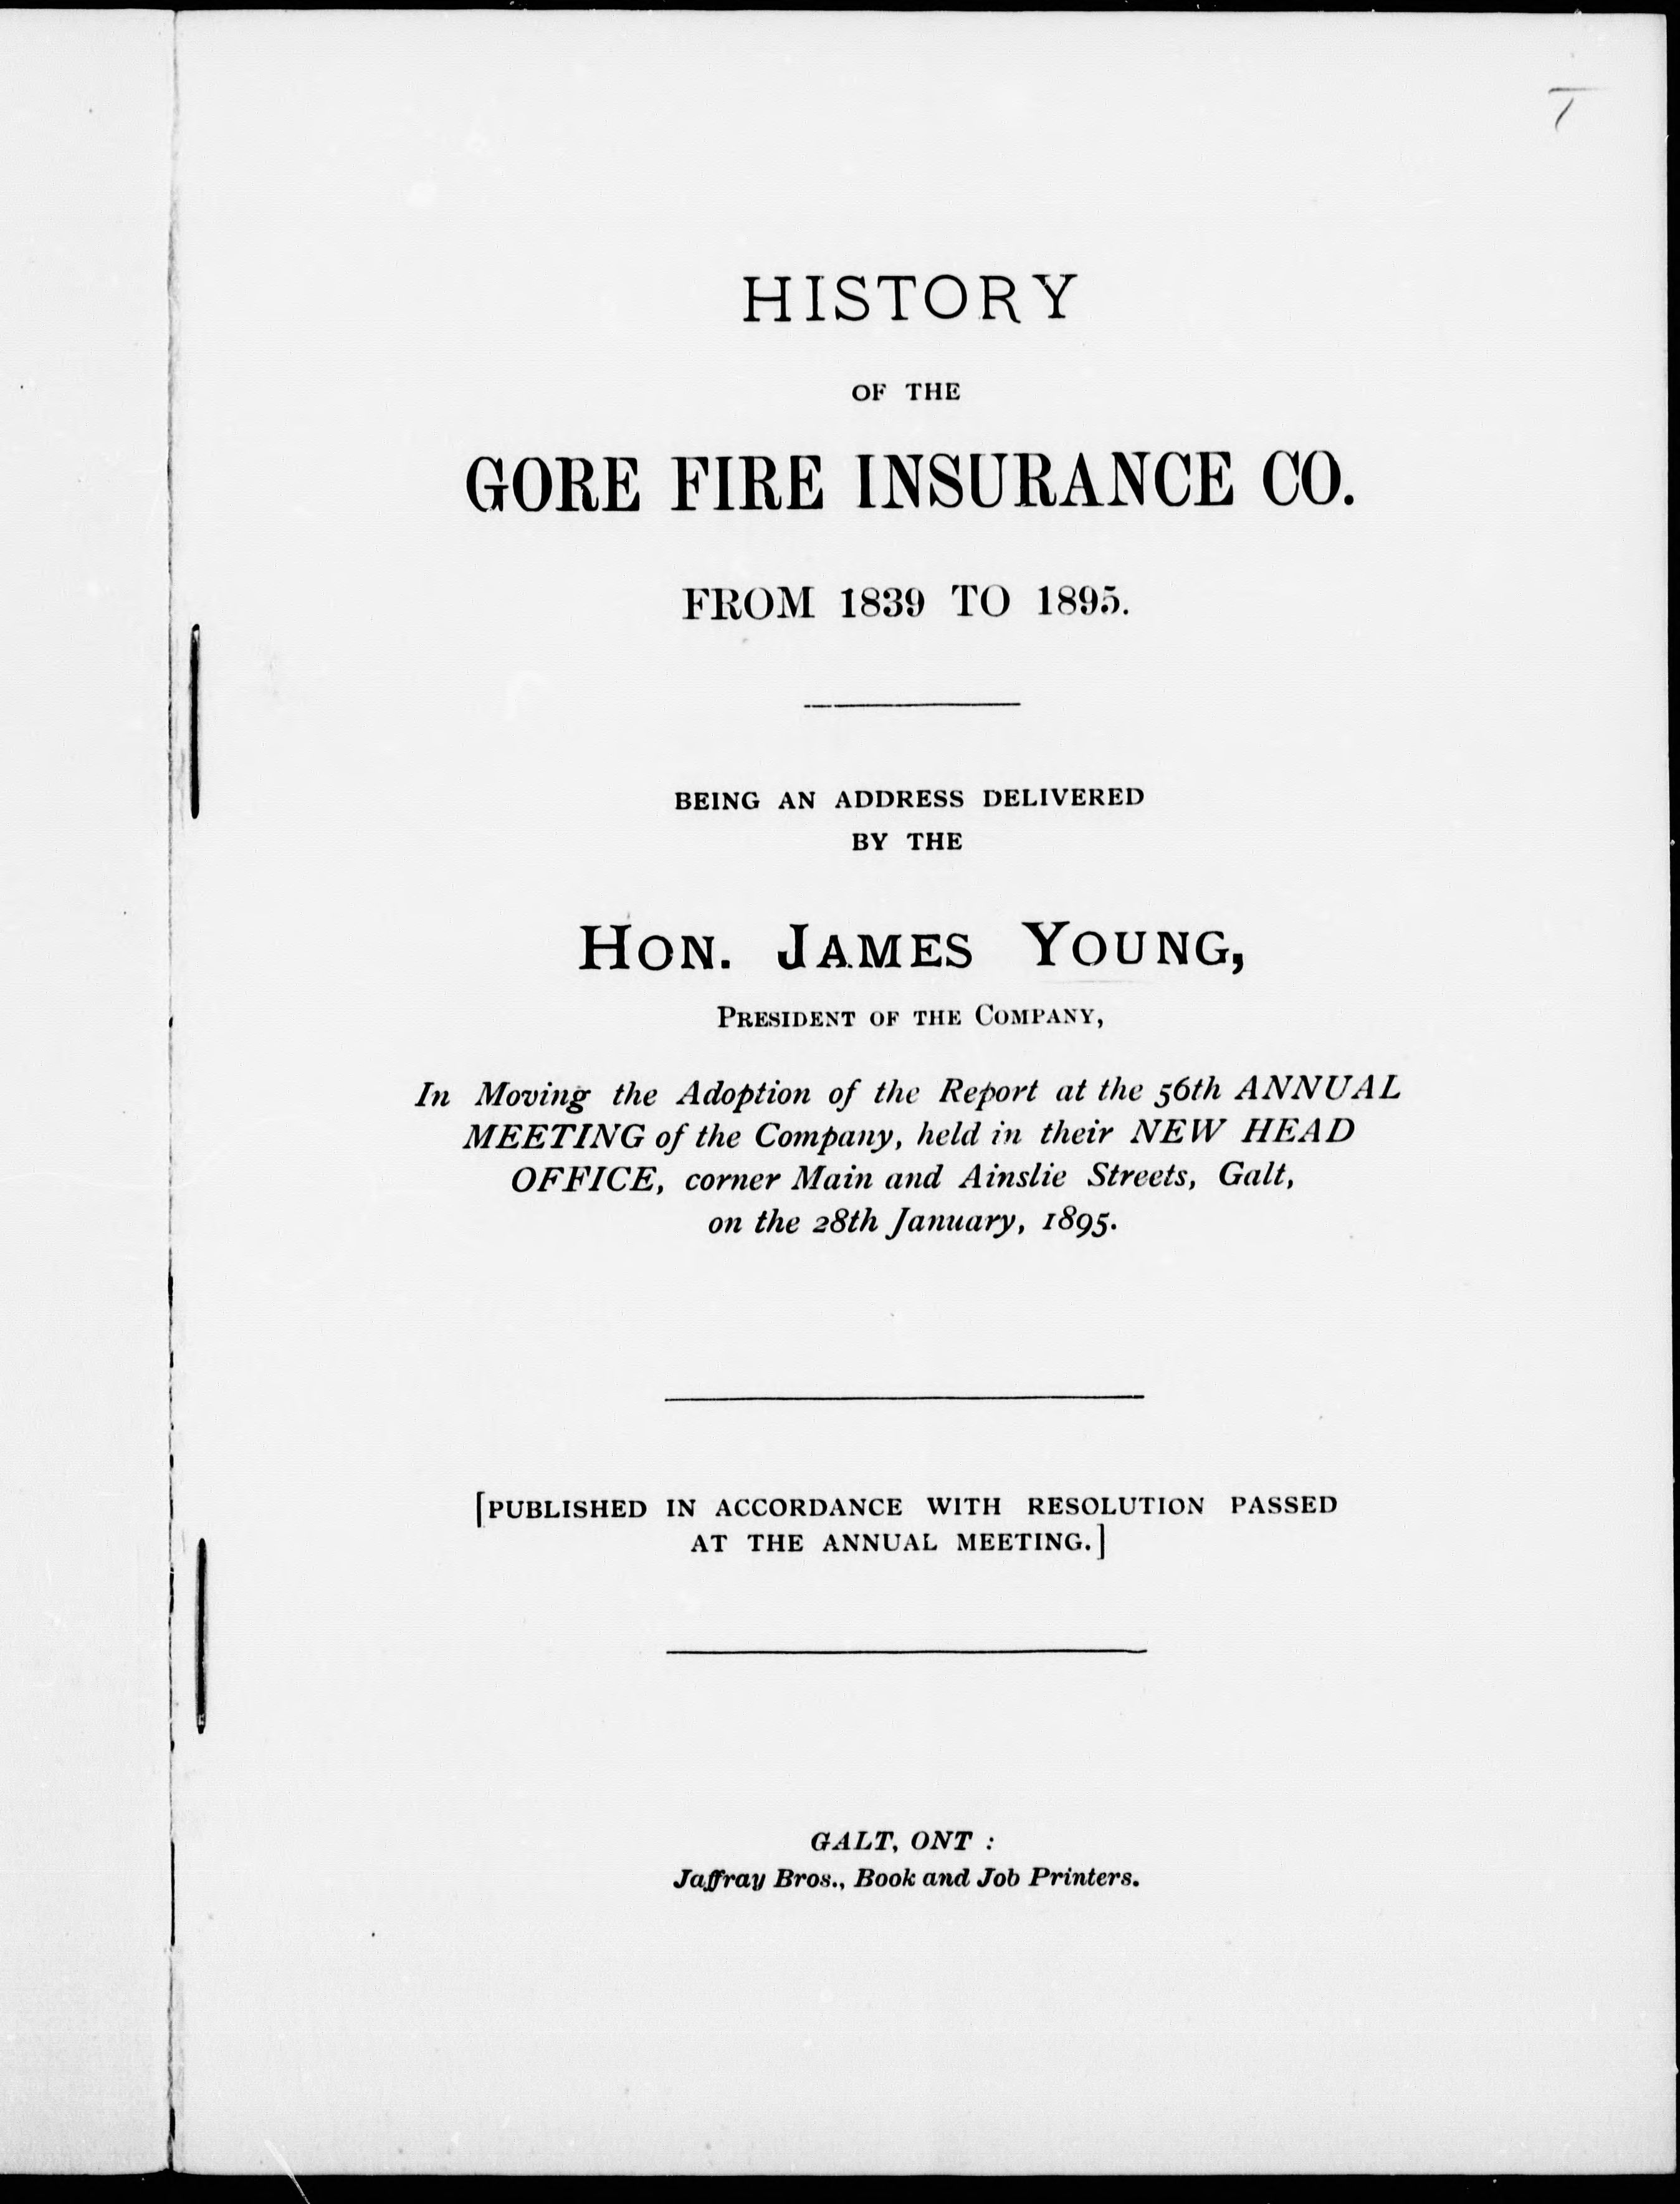 HISTORY
OF THE
GORE FIRE INSURANCE CO.
FROM 1839 TO 1895.
BEING AN ADDRESS DELIVERED
BY THE
HON. JAMES YOUNG,
PRESIDENT OF THE COMPANY,
In Moving the Adoption of the Report at the 56th ANNUAL
MEETING of the Company, held in their NEW HEAD
OFFICE, corner Main and Ainslie Streets, Galt,
on the 28th January, 1895.
[PUBLISHED IN ACCORDANCE WITH RESOLUTION PASSED
AT THE ANNUAL MEETING.]
GALT, ONT :
Jaffray Bros., Book and Job Printers.